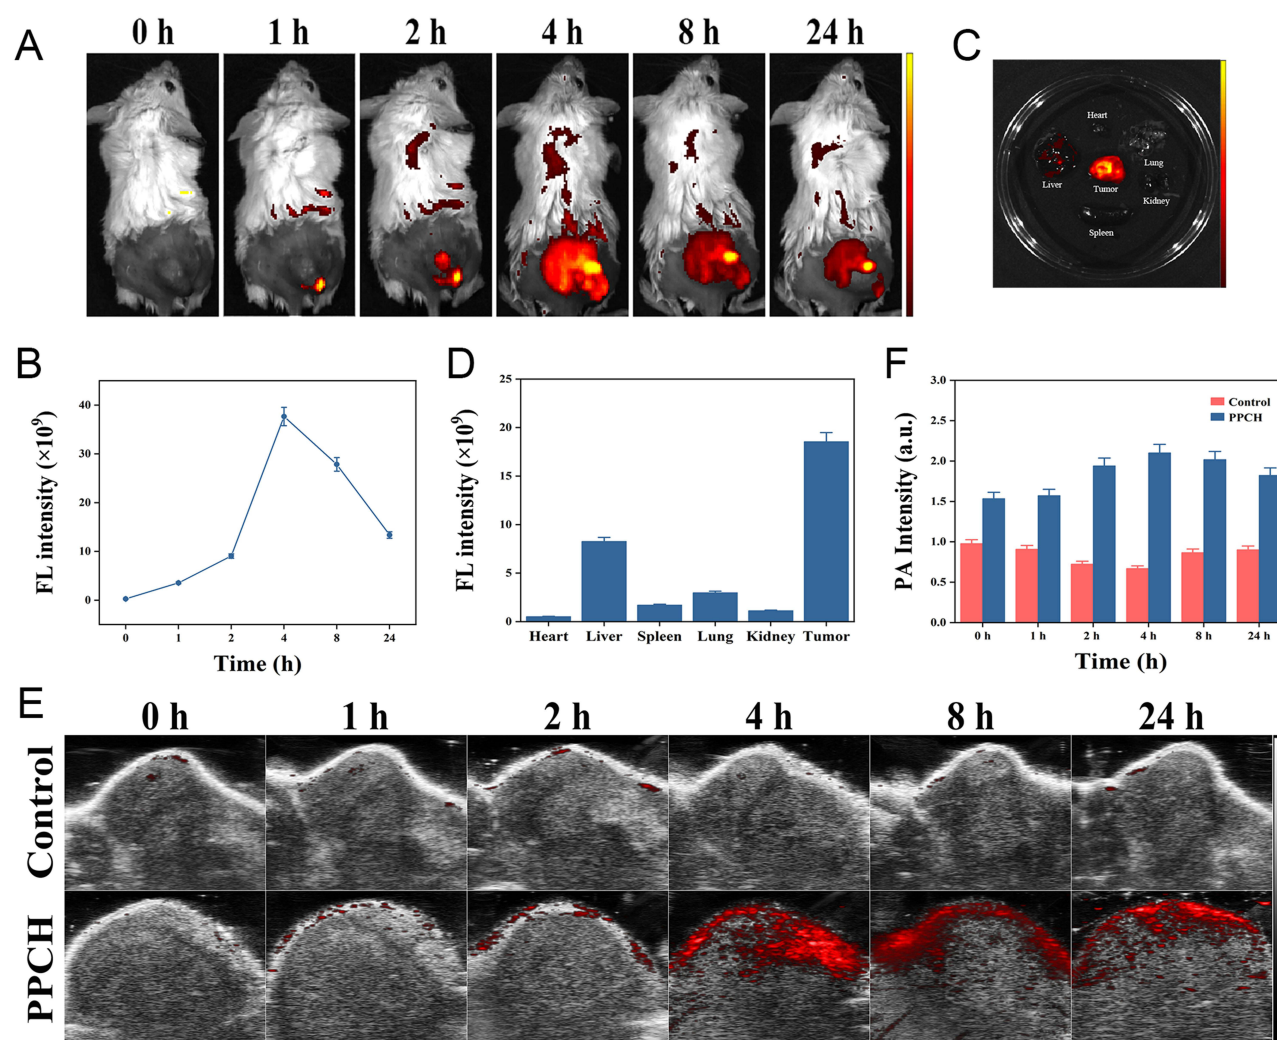 A
0 h
1 h
2 h
4 h
8 h
24 h
C
Heart
Lung
Liver
Tumor
Kidney
Spleen
B
FL intensity (×10⁹)
40
30
20
10
0
0
1
2
4
8
24
Time (h)
D
FL intensity (×10⁹)
25
20
15
10
5
0
Heart
Liver
Spleen
Lung
Kidney
Tumor
F
PA Intensity (a.u.)
3.0
2.5
2.0
1.5
1.0
0.5
0.0
Control
PPCH
0 h
1 h
2 h
4 h
8 h
24 h
Time (h)
E
0 h
1 h
2 h
4 h
8 h
24 h
Control
PPCH